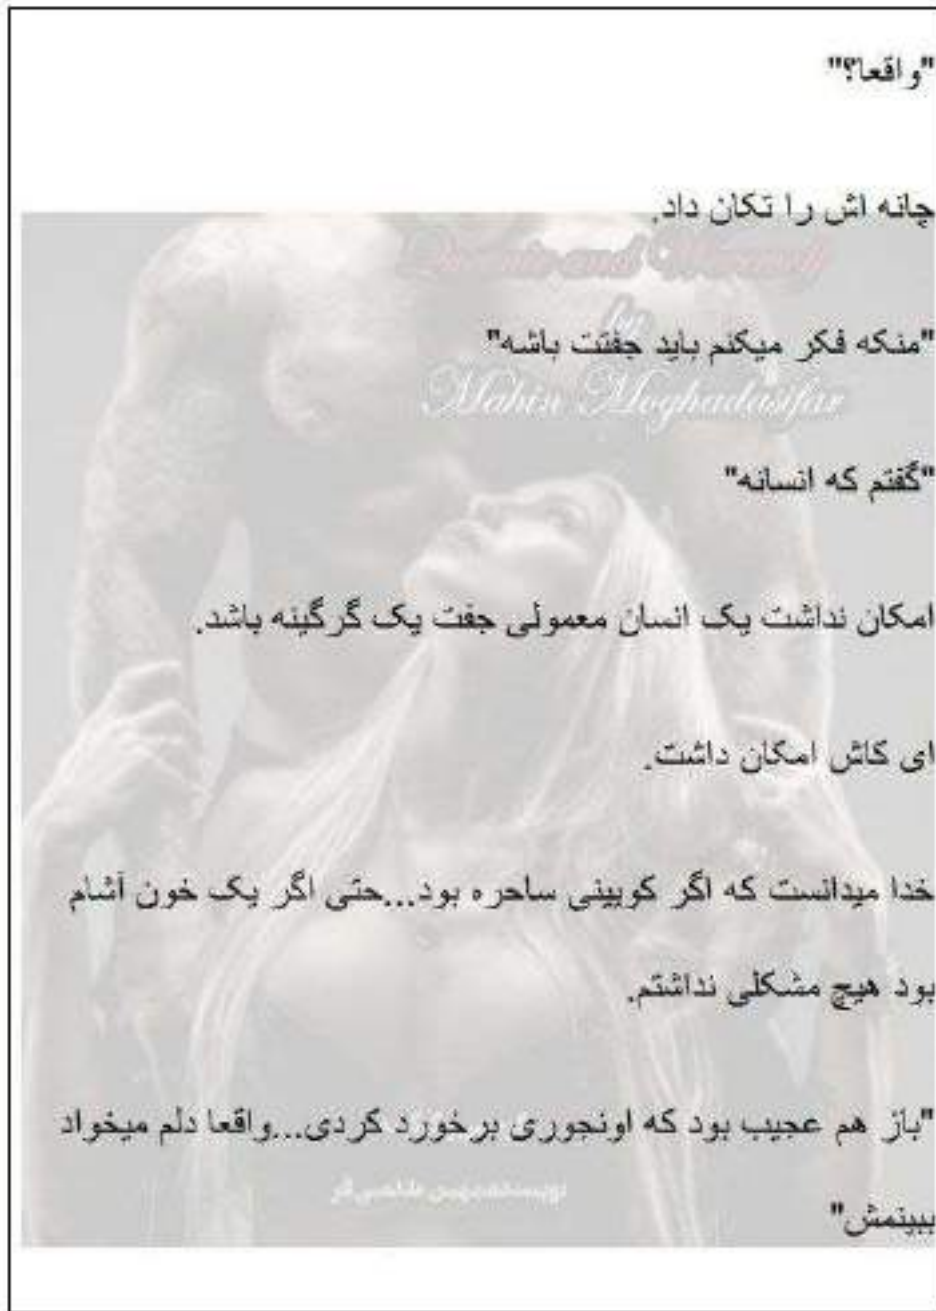 "واقعا؟"
چانه اش را تکان داد.
and
by
"منکه فکر میکنم باید جفتت باشه"
Mahin Moghadasifar
"گفتم که انسانه"
امکان نداشت یک انسان معمولی جفت یک گرگینه باشد.
ای کاش امکان داشت.
خدا میدانست که اگر کوبینی ساحره بود...حتی اگر یک خون آشام
بود هیچ مشکلی نداشتم.
"باز هم عجیب بود که اونجوری برخورد کردی...واقعا دلم میخواد
ببینمش"